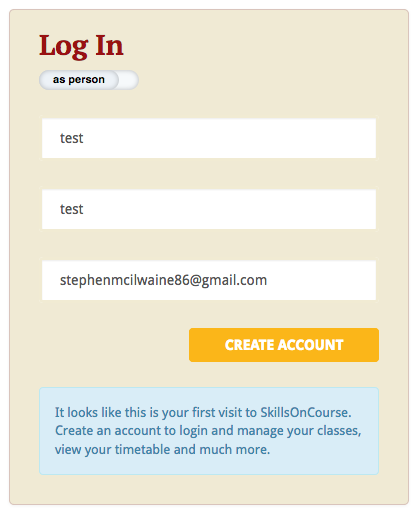 Log In
as person
test
test
stephenmcilwaine86@gmail.com
CREATE ACCOUNT
It looks like this is your first visit to SkillsOnCourse.
Create an account to login and manage your classes,
view your timetable and much more.